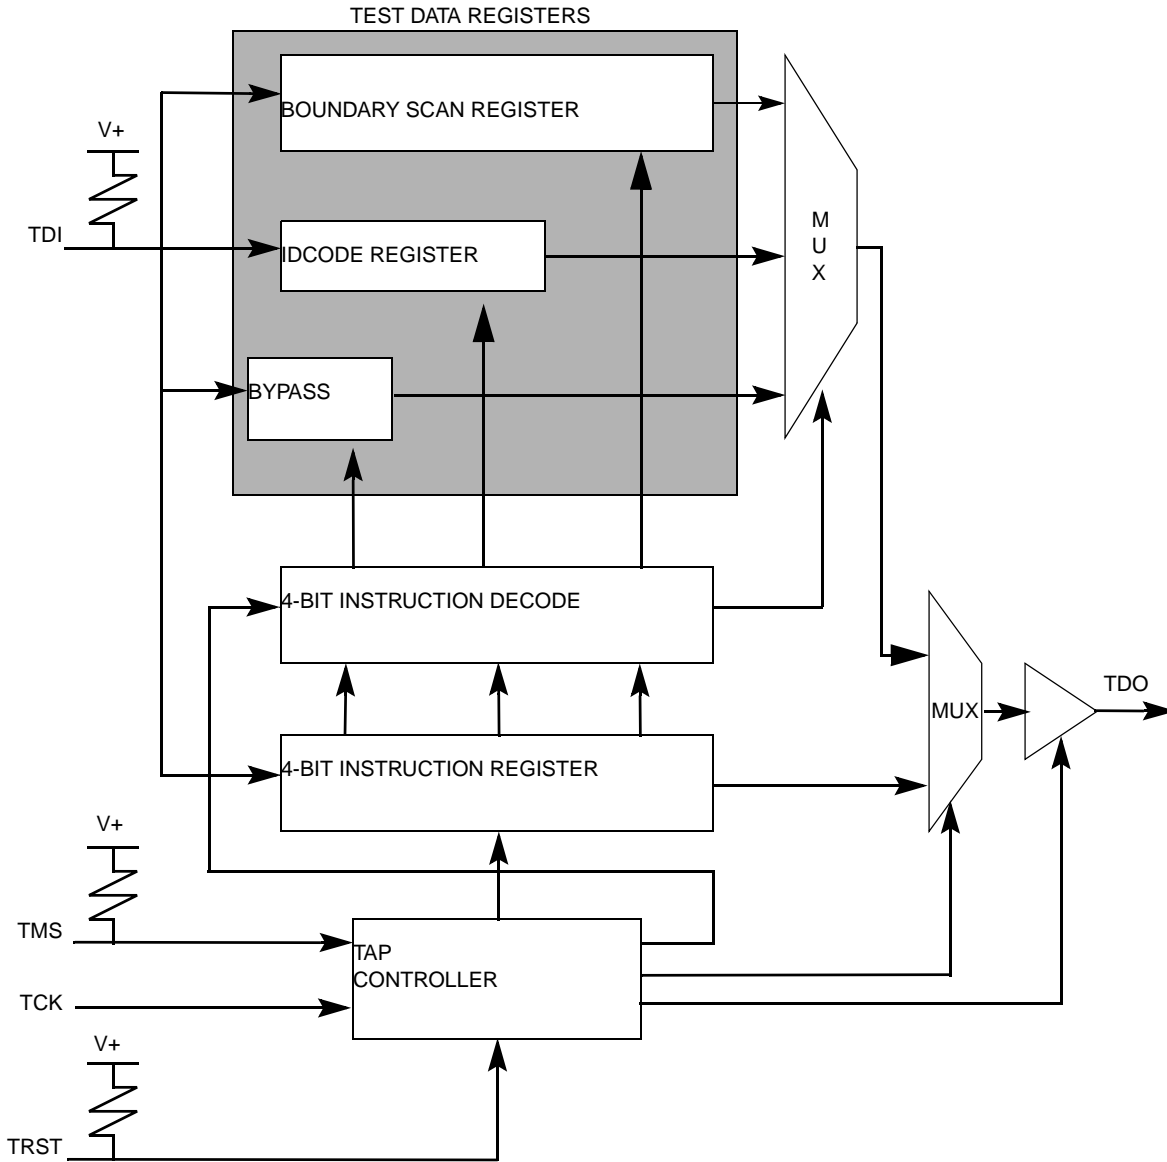 TEST DATA REGISTERS
BOUNDARY SCAN REGISTER
V+
TDI
IDCODE REGISTER
M
U
X
BYPASS
4-BIT INSTRUCTION DECODE
TDO
MUX
4-BIT INSTRUCTION REGISTER
V+
TMS
TAP
CONTROLLER
TCK
V+
TRST